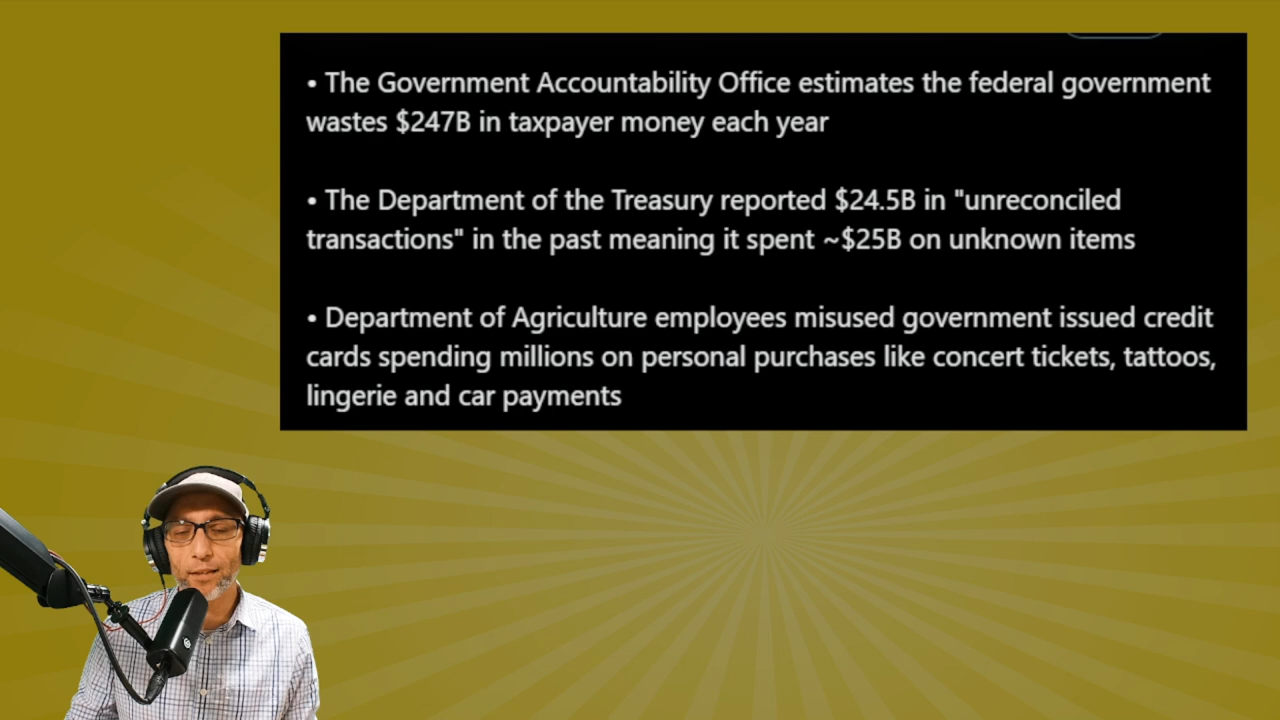 • The Government Accountability Office estimates the federal government
wastes $247B in taxpayer money each year
• The Department of the Treasury reported $24.5B in "unreconciled
transactions" in the past meaning it spent ~$25B on unknown items
• Department of Agriculture employees misused government issued credit
cards spending millions on personal purchases like concert tickets, tattoos,
lingerie and car payments